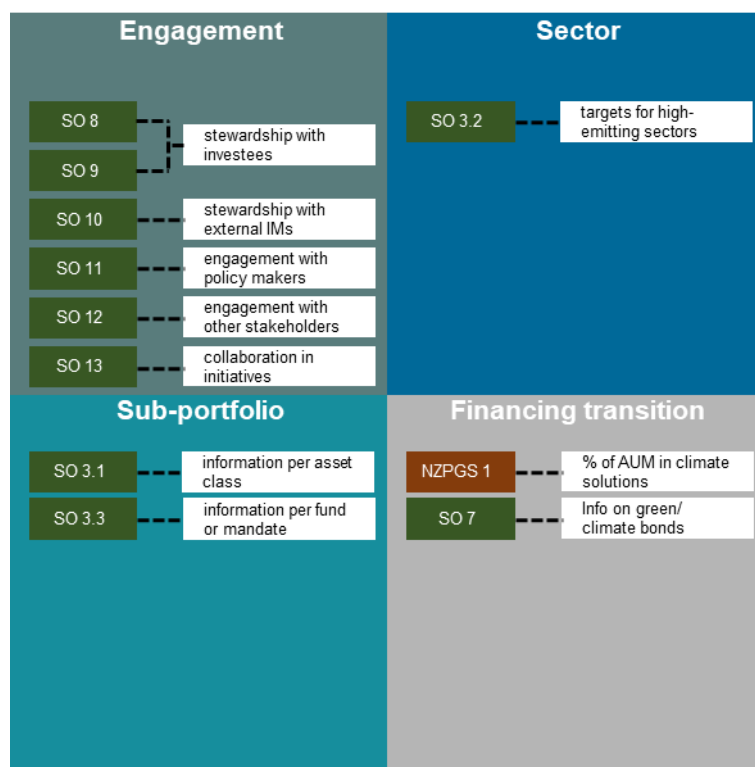 Engagement
SO 8
SO 9
stewardship with
investees
SO 10
stewardship with
external IMs
SO 11
engagement with
policy makers
SO 12
engagement with
other stakeholders
SO 13
collaboration in
initiatives
Sector
SO 3.2
targets for high-
emitting sectors
Sub-portfolio
SO 3.1
information per asset
class
SO 3.3
information per fund
or mandate
Financing transition
NZPGS 1
% of AUM in climate
solutions
SO 7
Info on green/
climate bonds